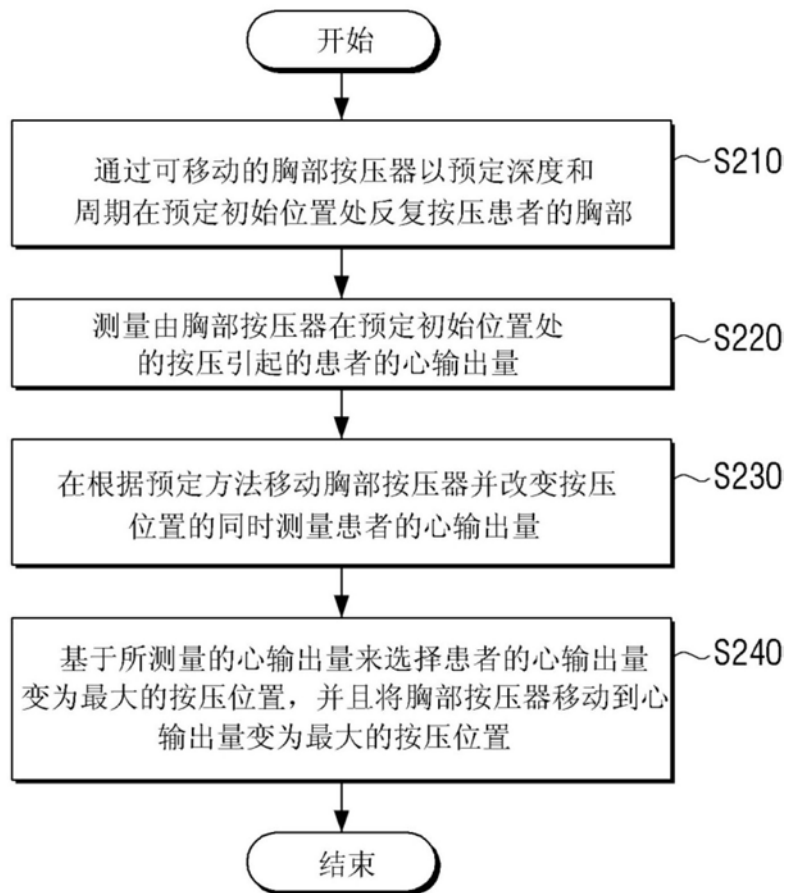 开始
通过可移动的胸部按压器以预定深度和
周期在预定初始位置处反复按压患者的胸部
S210
测量由胸部按压器在预定初始位置处
的按压引起的患者的心输出量
S220
在根据预定方法移动胸部按压器并改变按压
位置的同时测量患者的心输出量
S230
基于所测量的心输出量来选择患者的心输出量
变为最大的按压位置，并且将胸部按压器移动到心
输出量变为最大的按压位置
S240
结束